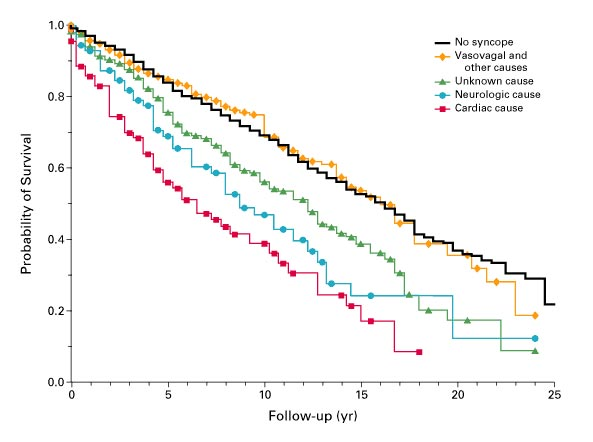 1.0
No syncope
Vasovagal and
other causes
Unknown cause
Neurologic cause
Cardiac cause
0.8
0.6
0.4
0.2
0.0
Probability of Survival
0 5 10 15 20 25
Follow-up (yr)